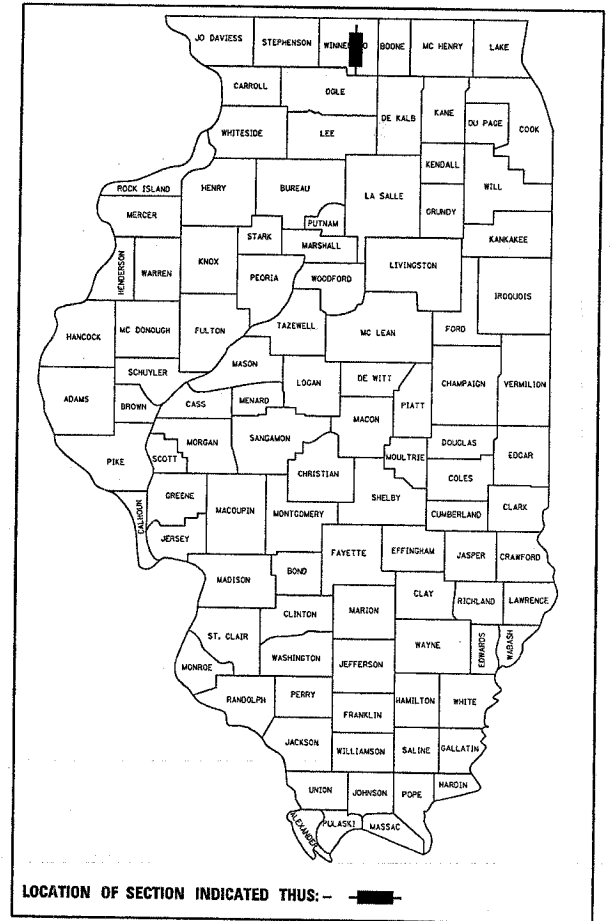 JO DAVIESS STEPHENSON WINNEBAGO BOONE MC HENRY LAKE
CARROLL OGLE
DE KALB KANE DU PAGE COOK
WHITESIDE LEE
KENDALL
ROCK ISLAND HENRY BUREAU LA SALLE WILL
MERCER PUTNAM GRUNDY
STARK MARSHALL KANKAKEE
HENDERSON WARREN KNOX PEORIA WOODFORD LIVINGSTON
IROQUOIS
HANCOCK MC DONOUGH FULTON TAZEWELL MC LEAN FORD
SCHUYLER MASON
ADAMS BROWN CASS MENARD LOGAN DE WITT PIATT CHAMPAIGN VERMILION
MACON
PIKE SCOTT MORGAN SANGAMON MOULTRIE DOUGLAS EDGAR
CHRISTIAN COLES
CALHOUN GREENE MACOUPIN MONTGOMERY SHELBY CUMBERLAND CLARK
JERSEY
FAYETTE EFFINGHAM JASPER CRAWFORD
MADISON BOND
CLINTON MARION CLAY RICHLAND LAWRENCE
ST. CLAIR WAYNE EDWARDS WABASH
MONROE WASHINGTON JEFFERSON
RANDOLPH PERRY HAMILTON WHITE
FRANKLIN
JACKSON WILLIAMSON SALINE GALLATIN
UNION JOHNSON POPE HARDIN
ALEXANDER PULASKI MASSAC
LOCATION OF SECTION INDICATED THUS: -